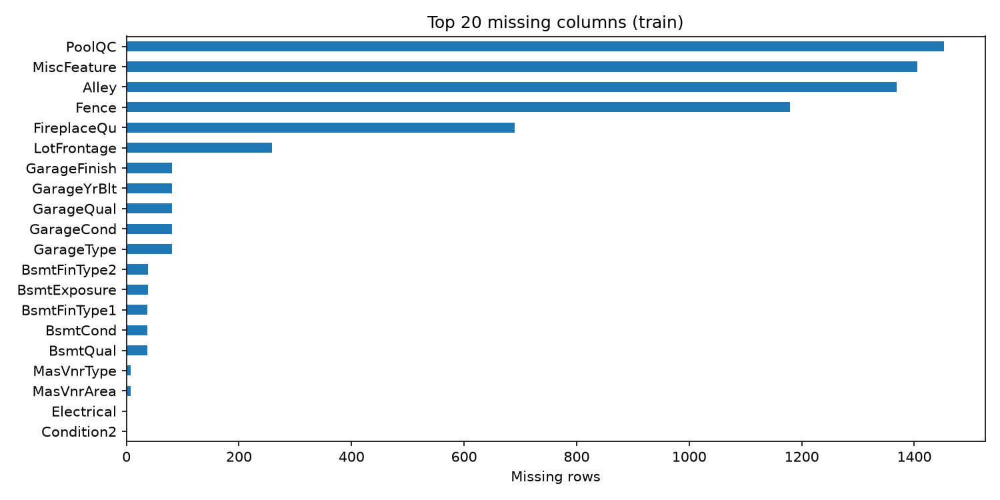 Top 20 missing columns (train)
PoolQC
MiscFeature
Alley
Fence
FireplaceQu
LotFrontage
GarageFinish
GarageYrBlt
GarageQual
GarageCond
GarageType
BsmtFinType2
BsmtExposure
BsmtFinType1
BsmtCond
BsmtQual
MasVnrType
MasVnrArea
Electrical
Condition2
0 200 400 600 800 1000 1200 1400
Missing rows